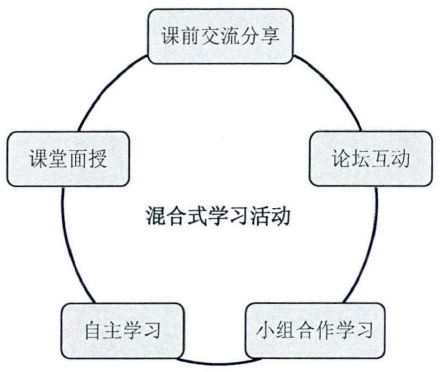 课前交流分享
课堂面授
论坛互动
混合式学习活动
自主学习
小组合作学习